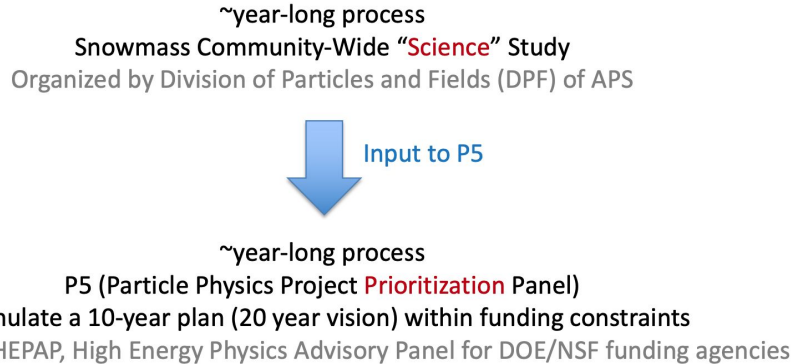 ~year-long process
Snowmass Community-Wide “Science” Study
Organized by Division of Particles and Fields (DPF) of APS
Input to P5
~year-long process
P5 (Particle Physics Project Prioritization Panel)
a 10-year plan (20 year vision) within funding constraints
HEPAP, High Energy Physics Advisory Panel for DOE/NSF funding agencies